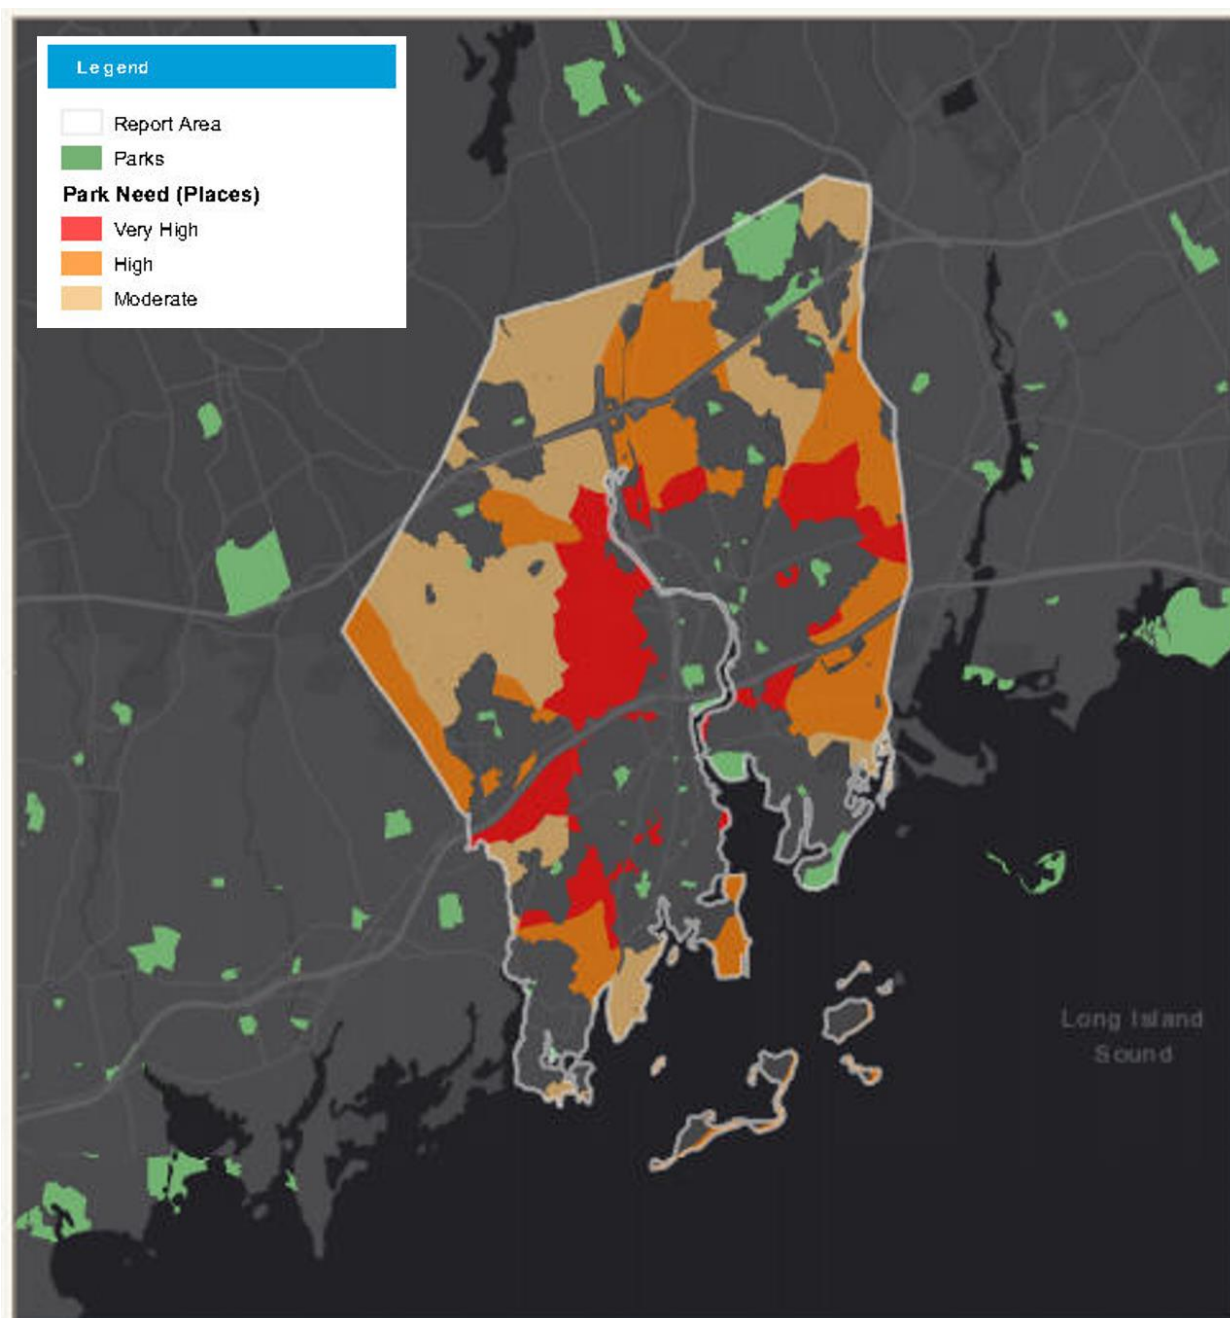 Legend
Report Area
Parks
Park Need (Places)
Very High
High
Moderate
Long Island
Sound